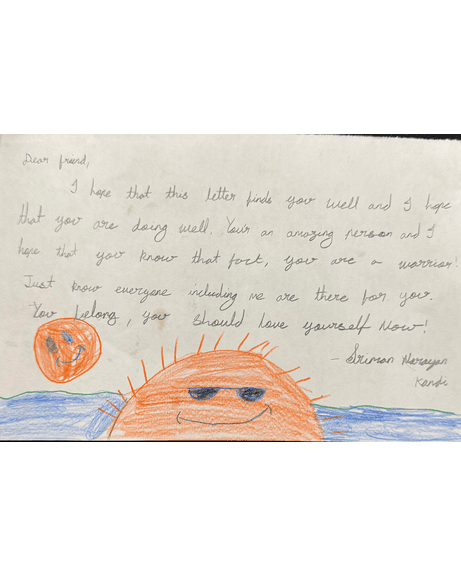 Dear friend,
I hope that this letter finds you well and I hope
that you are doing well. Your an amazing person and I
hope that you know that fact, you are a warrior!
Just know everyone including me are there for you.
You belong, you should love yourself Now!
- Sriman Narayan
Kandi